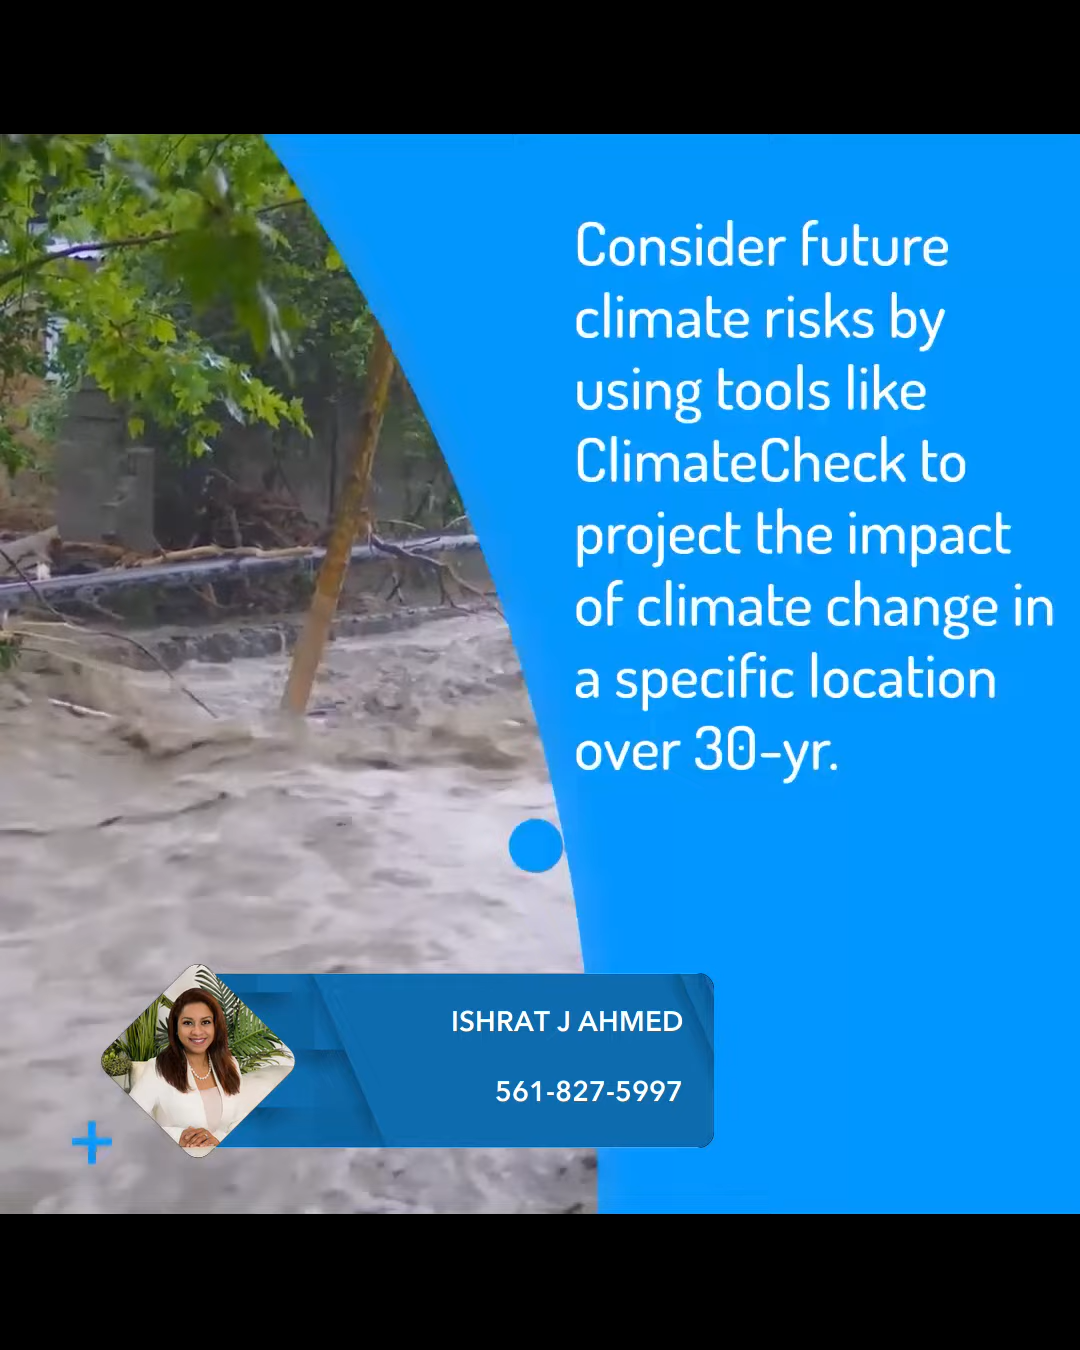 Consider future
climate risks by
using tools like
ClimateCheck to
project the impact
of climate change in
a specific location
over 30-yr.
ISHRAT J AHMED
561-827-5997